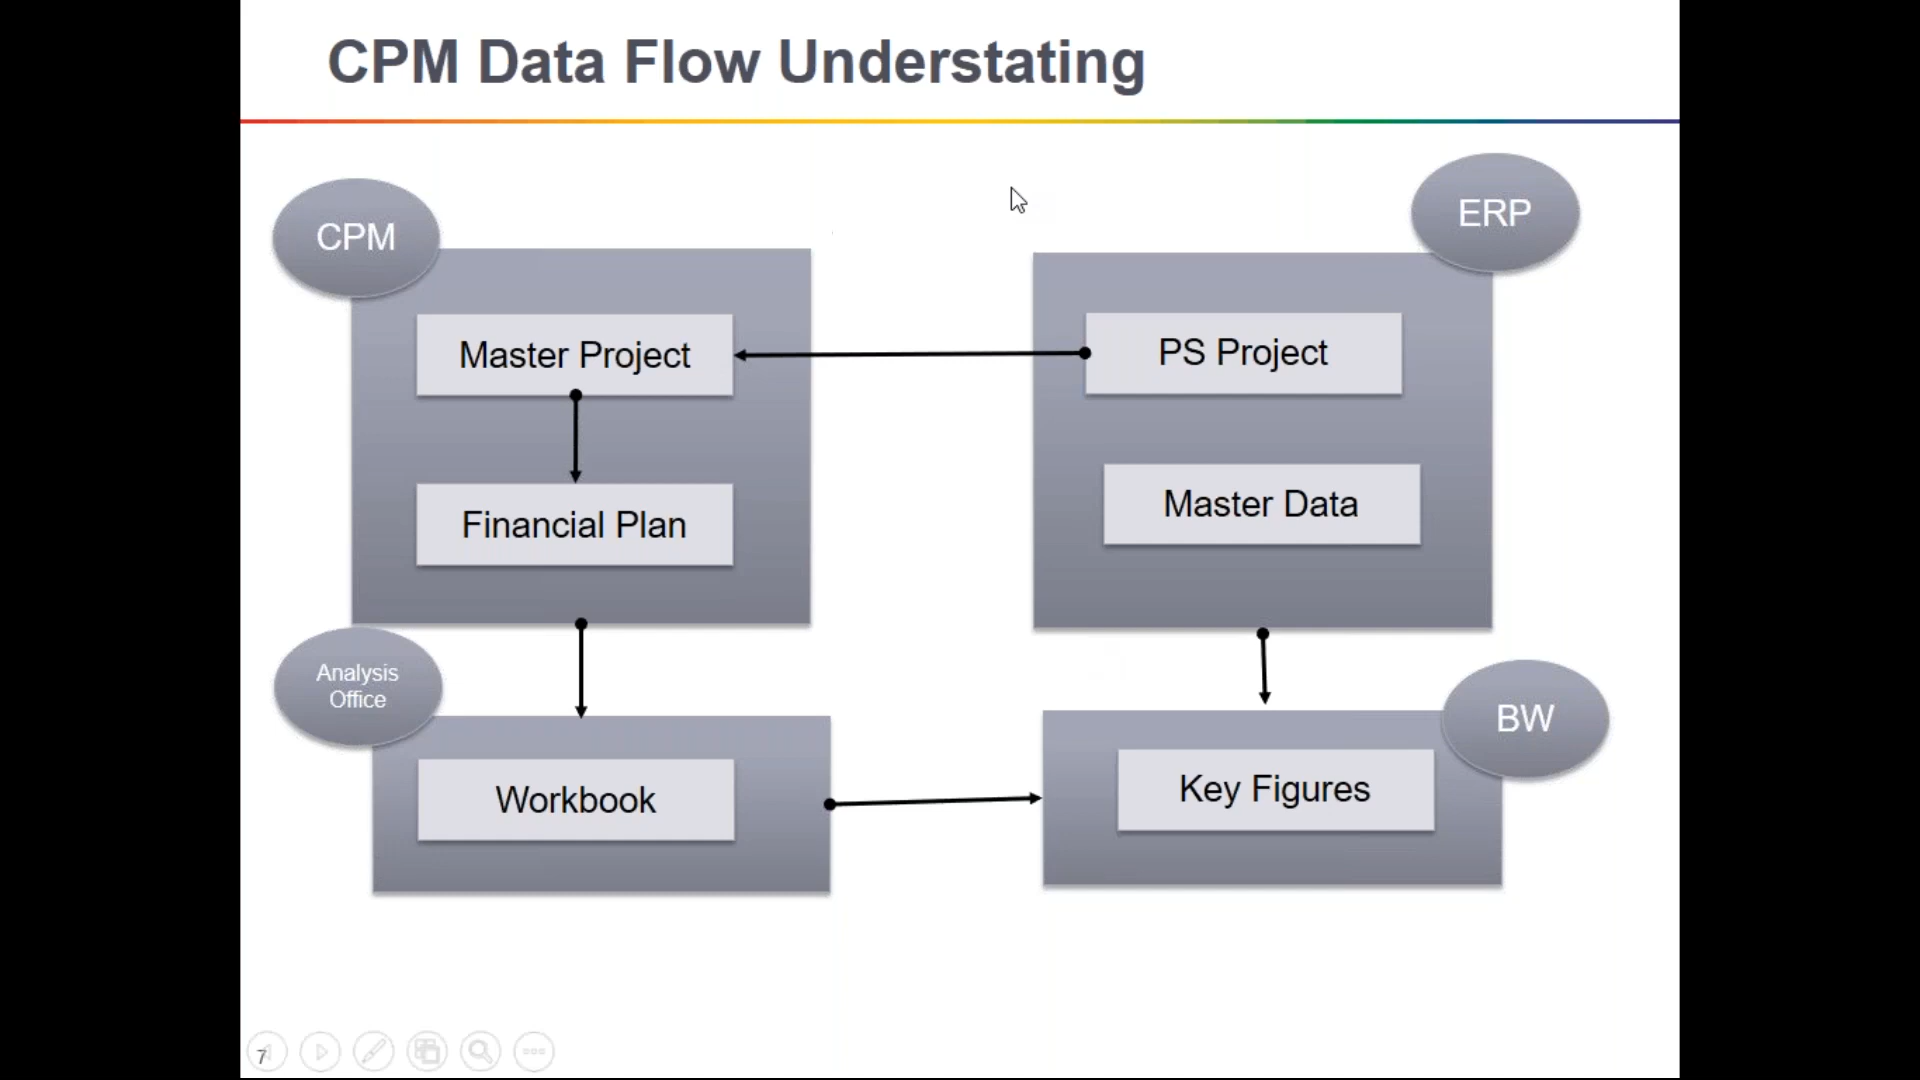 CPM Data Flow Understating
CPM
ERP
Master Project
PS Project
Financial Plan
Master Data
Analysis
Office
BW
Workbook
Key Figures
7